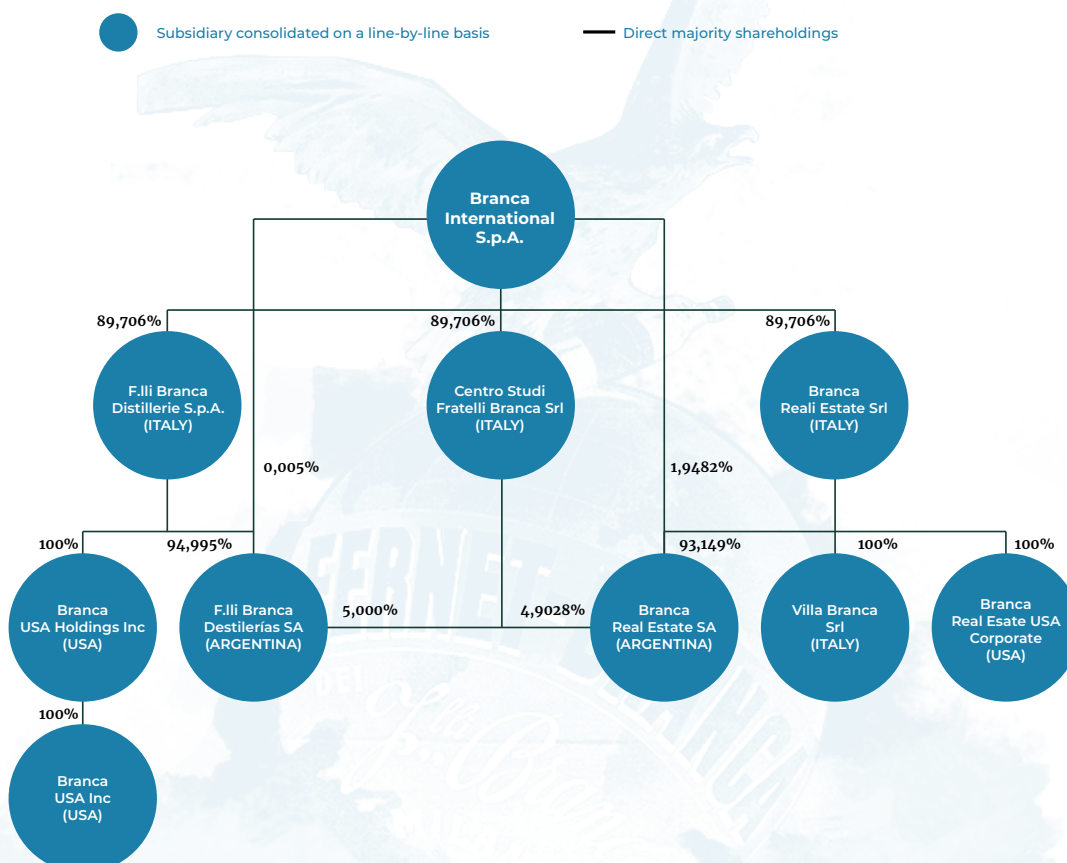 Subsidiary consolidated on a line-by-line basis
Direct majority shareholdings
Branca
International
S.p.A.
89,706%
89,706%
89,706%
F.lli Branca
Distillerie S.p.A.
(ITALY)
Centro Studi
Fratelli Branca Srl
(ITALY)
Branca
Reali Estate Srl
(ITALY)
0,005%
1,9482%
100%
94,995%
93,149%
100%
100%
Branca
USA Holdings Inc
(USA)
F.lli Branca
Destilerías SA
(ARGENTINA)
5,000%
4,9028%
Branca
Real Estate SA
(ARGENTINA)
Villa Branca
Srl
(ITALY)
Branca
Real Esate USA
Corporate
(USA)
100%
Branca
USA Inc
(USA)
FERNET-BRANCA
DEI